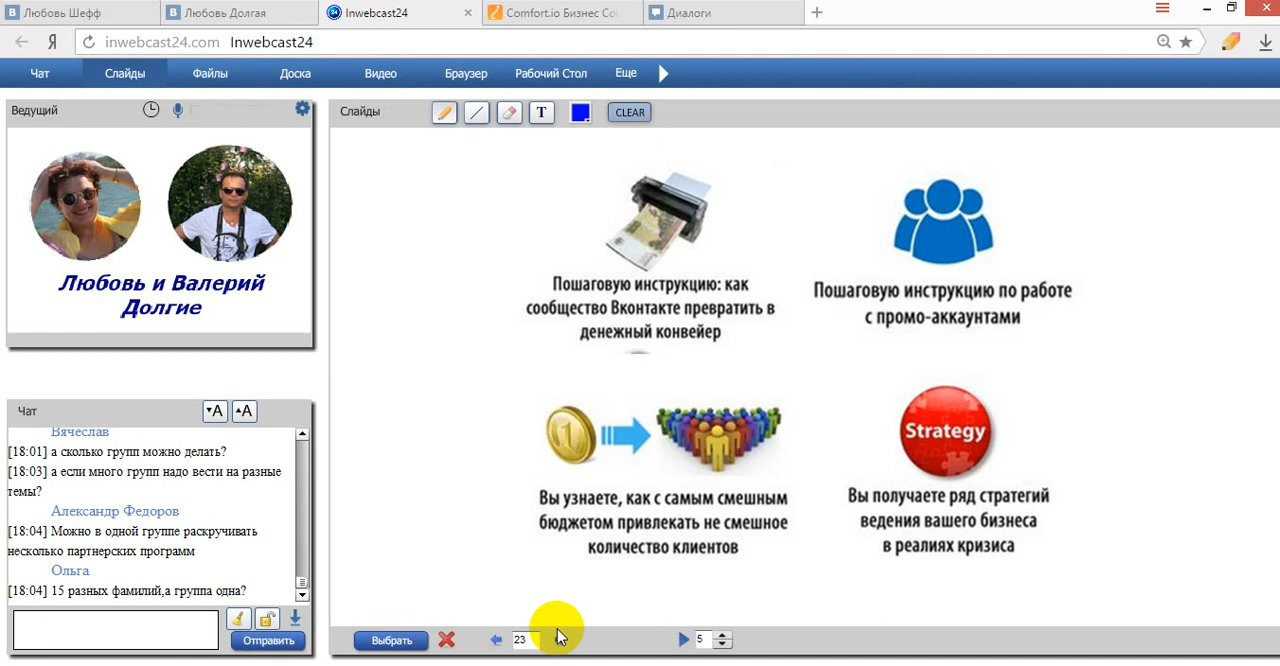 Любовь Шефф
Любовь Долгая
Inwebcast24
Comfort.io Бизнес
Диалоги
inwebcast24.com Inwebcast24
Чат
Слайды
Файлы
Доска
Видео
Браузер
Рабочий Стол
Еще
Ведущий
Любовь и Валерий
Долгие
Слайды
T
CLEAR
Пошаговую инструкцию: как
сообщество Вконтакте превратить в
денежный конвейер
Пошаговую инструкцию по работе
с промо-аккаунтами
1
Вы узнаете, как с самым смешным
бюджетом привлекать не смешное
количество клиентов
Strategy
Вы получаете ряд стратегий
ведения вашего бизнеса
в реалиях кризиса
Чат
A
A
Вячеслав
[18:01] а сколько групп можно делать?
[18:03] а если много групп надо вести на разные
темы?
Александр Федоров
[18:04] Можно в одной группе раскручивать
несколько партнерских программ
Ольга
[18:04] 15 разных фамилий,а группа одна?
Отправить
Выбрать
23
5